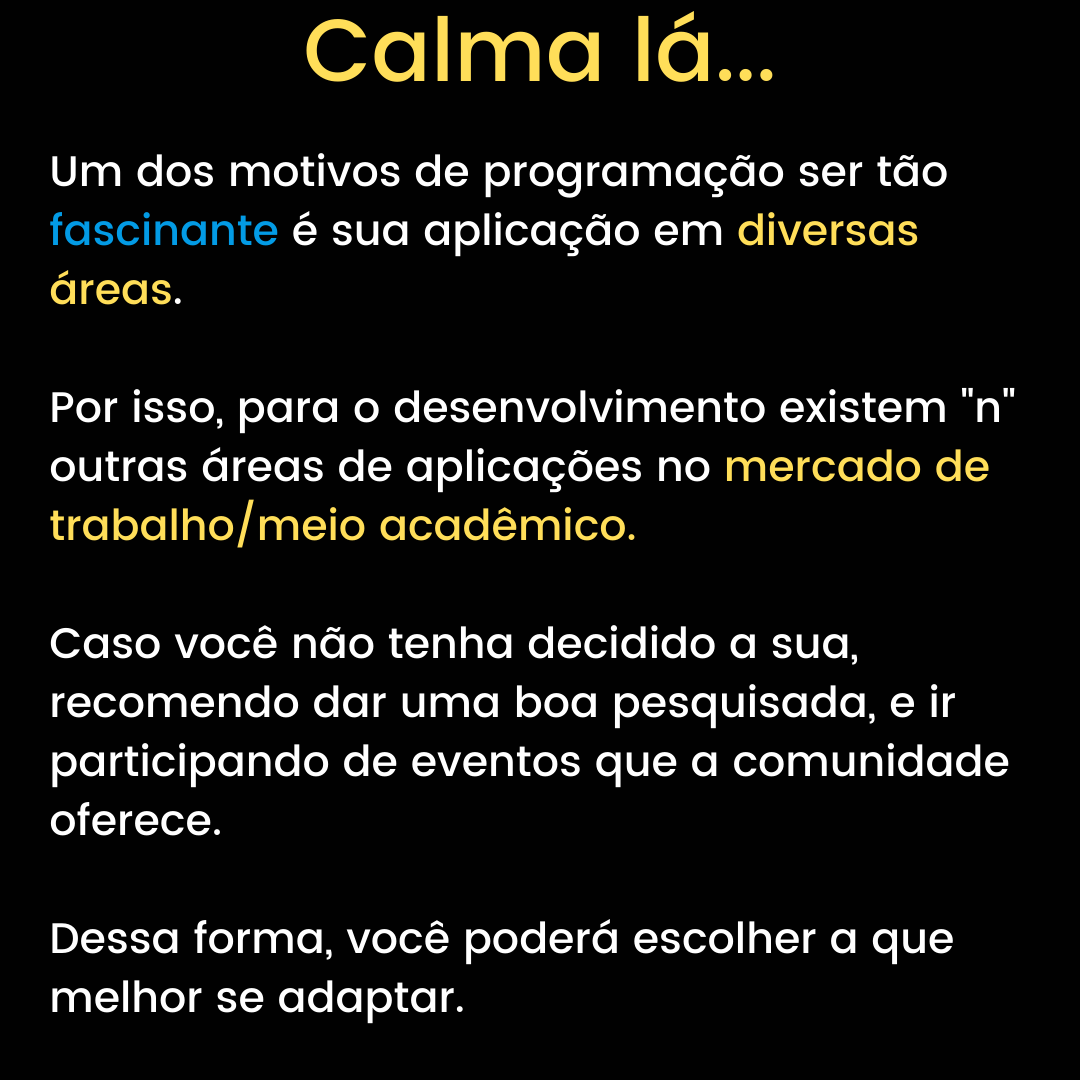 Calma lá...
Um dos motivos de programação ser tão
fascinante é sua aplicação em diversas
áreas.
Por isso, para o desenvolvimento existem "n"
outras áreas de aplicações no mercado de
trabalho/meio acadêmico.
Caso você não tenha decidido a sua,
recomendo dar uma boa pesquisada, e ir
participando de eventos que a comunidade
oferece.
Dessa forma, você poderá escolher a que
melhor se adaptar.